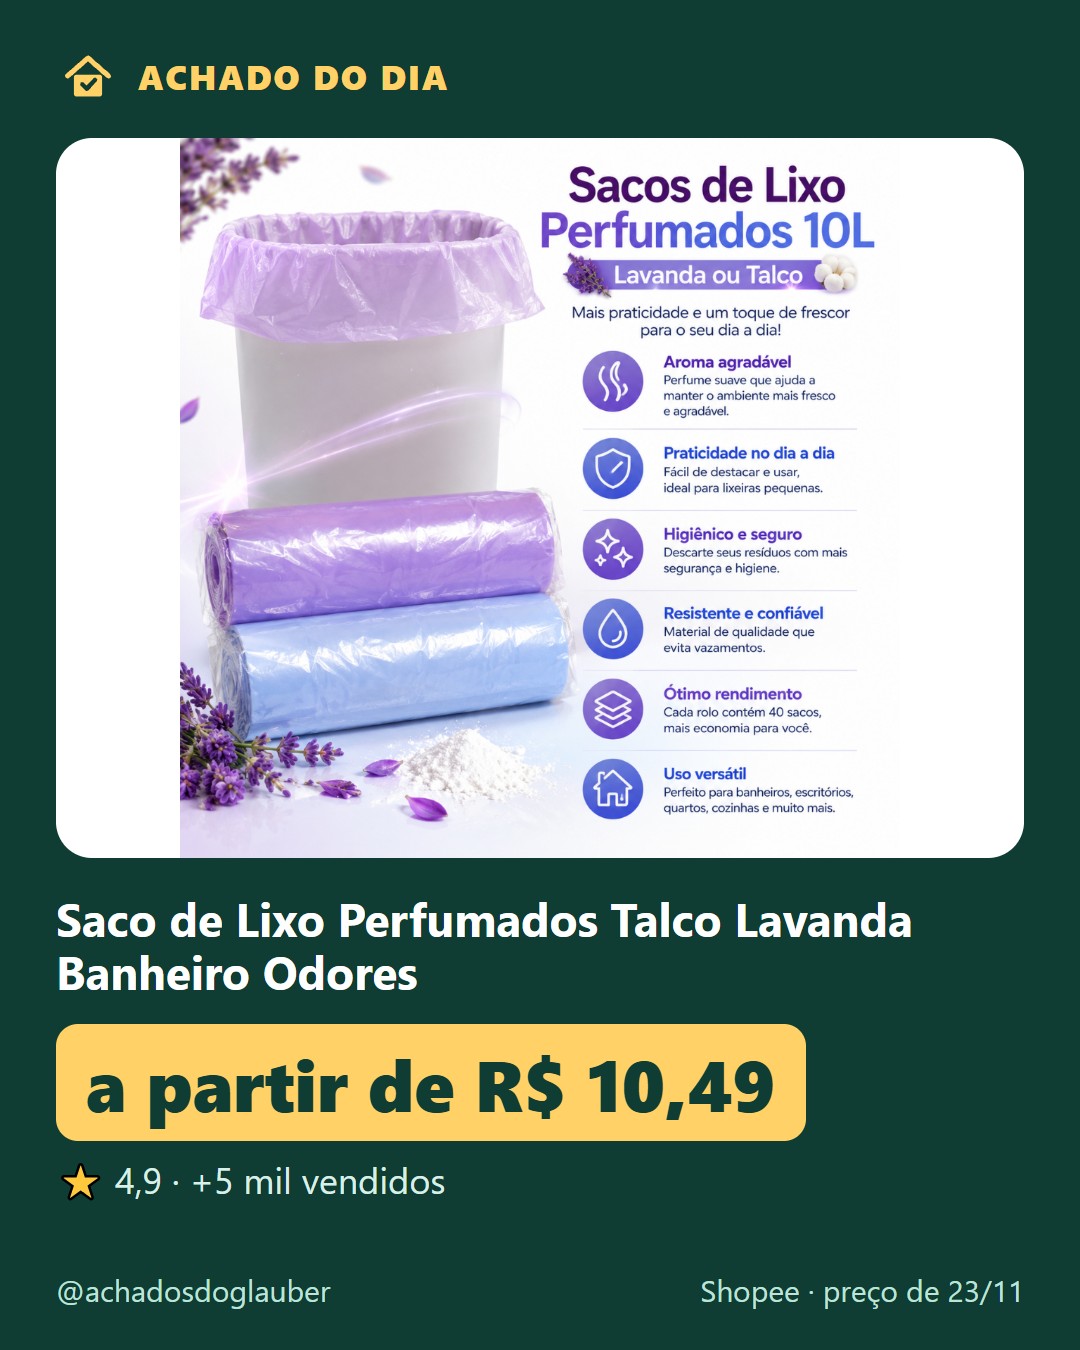 ACHADO DO DIA
Sacos de Lixo
Perfumados 10L
Lavanda ou Talco
Mais praticidade e um toque de frescor
para o seu dia a dia!
Aroma agradável
Perfume suave que ajuda a
manter o ambiente mais fresco
e agradável.
Praticidade no dia a dia
Fácil de destacar e usar,
ideal para lixeiras pequenas.
Higiênico e seguro
Descarte seus resíduos com mais
segurança e higiene.
Resistente e confiável
Material de qualidade que
evita vazamentos.
Ótimo rendimento
Cada rolo contém 40 sacos,
mais economia para você.
Uso versátil
Perfeito para banheiros, escritórios,
quartos, cozinhas e muito mais.
Saco de Lixo Perfumados Talco Lavanda
Banheiro Odores
a partir de R$ 10,49
4,9 · +5 mil vendidos
@achadosdoglauber
Shopee · preço de 23/11